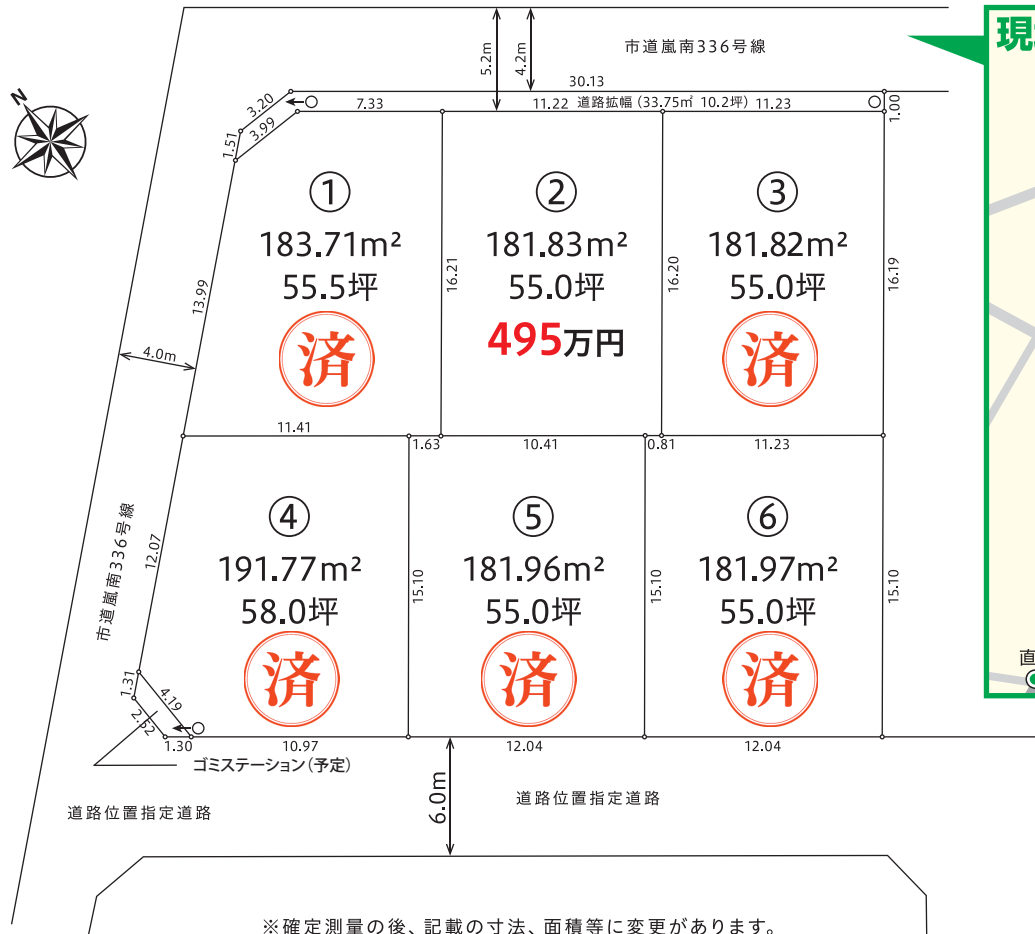 市道嵐南336号線
5.2m
4.2m
30.13
N
3.20
7.33
11.22 道路拡幅(33.75㎡ 10.2坪) 11.23
1.00
1.51
3.99
①
183.71m²
55.5坪
済
②
181.83m²
55.0坪
495万円
③
181.82m²
55.0坪
済
13.99
16.21
16.20
16.19
4.0m
11.41
1.63
10.41
0.81
11.23
④
191.77m²
58.0坪
済
⑤
181.96m²
55.0坪
済
⑥
181.97m²
55.0坪
済
市道嵐南336号線
12.07
15.10
15.10
15.10
1.31
4.19
2.52
1.30
10.97
12.04
12.04
ゴミステーション(予定)
道路位置指定道路
6.0m
道路位置指定道路
※確定測量の後、記載の寸法、面積等に変更があります。
現
直